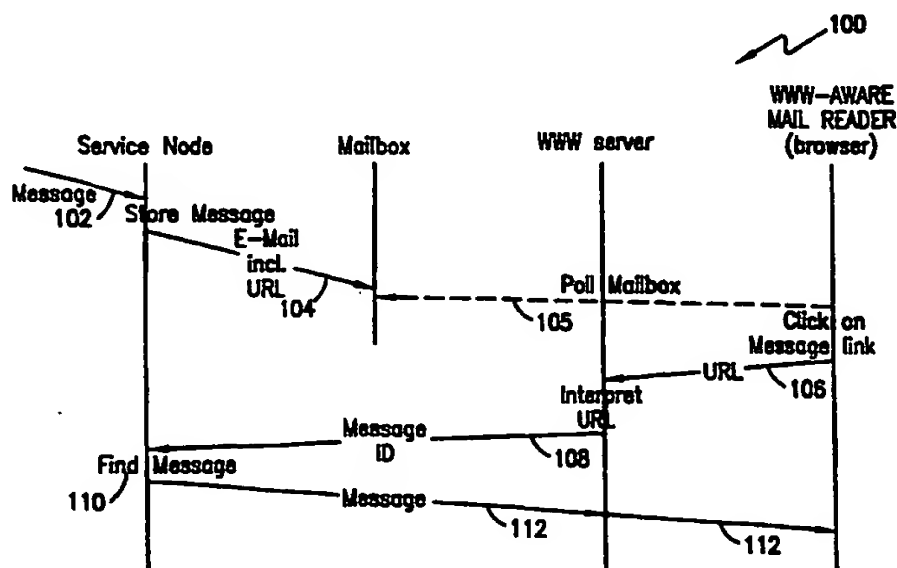 100
WWW-AWARE
MAIL READER
(browser)
Service Node
Mailbox
WWW server
Message
102
Store Message
E-Mail
incl.
URL
104
Poll Mailbox
105
Click on
Message link
URL
106
Interpret
URL
Message
ID
108
Find Message
110
Message
112
112